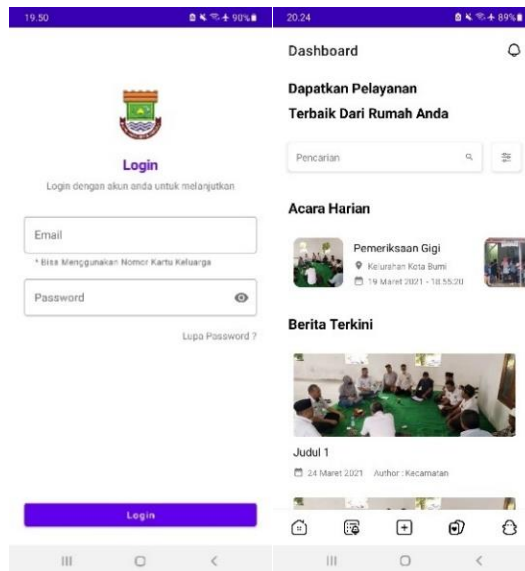 19.50
90%
Login
Login dengan akun anda untuk melanjutkan
Email
* Bisa Menggunakan Nomor Kartu Keluarga
Password
Lupa Password ?
Login
20.24
89%
Dashboard
Dapatkan Pelayanan
Terbaik Dari Rumah Anda
Pencarian
Acara Harian
Pemeriksaan Gigi
Kelurahan Kota Bumi
19 Maret 2021 - 18.55:20
Berita Terkini
Judul 1
24 Maret 2021 Author : Kecamatan